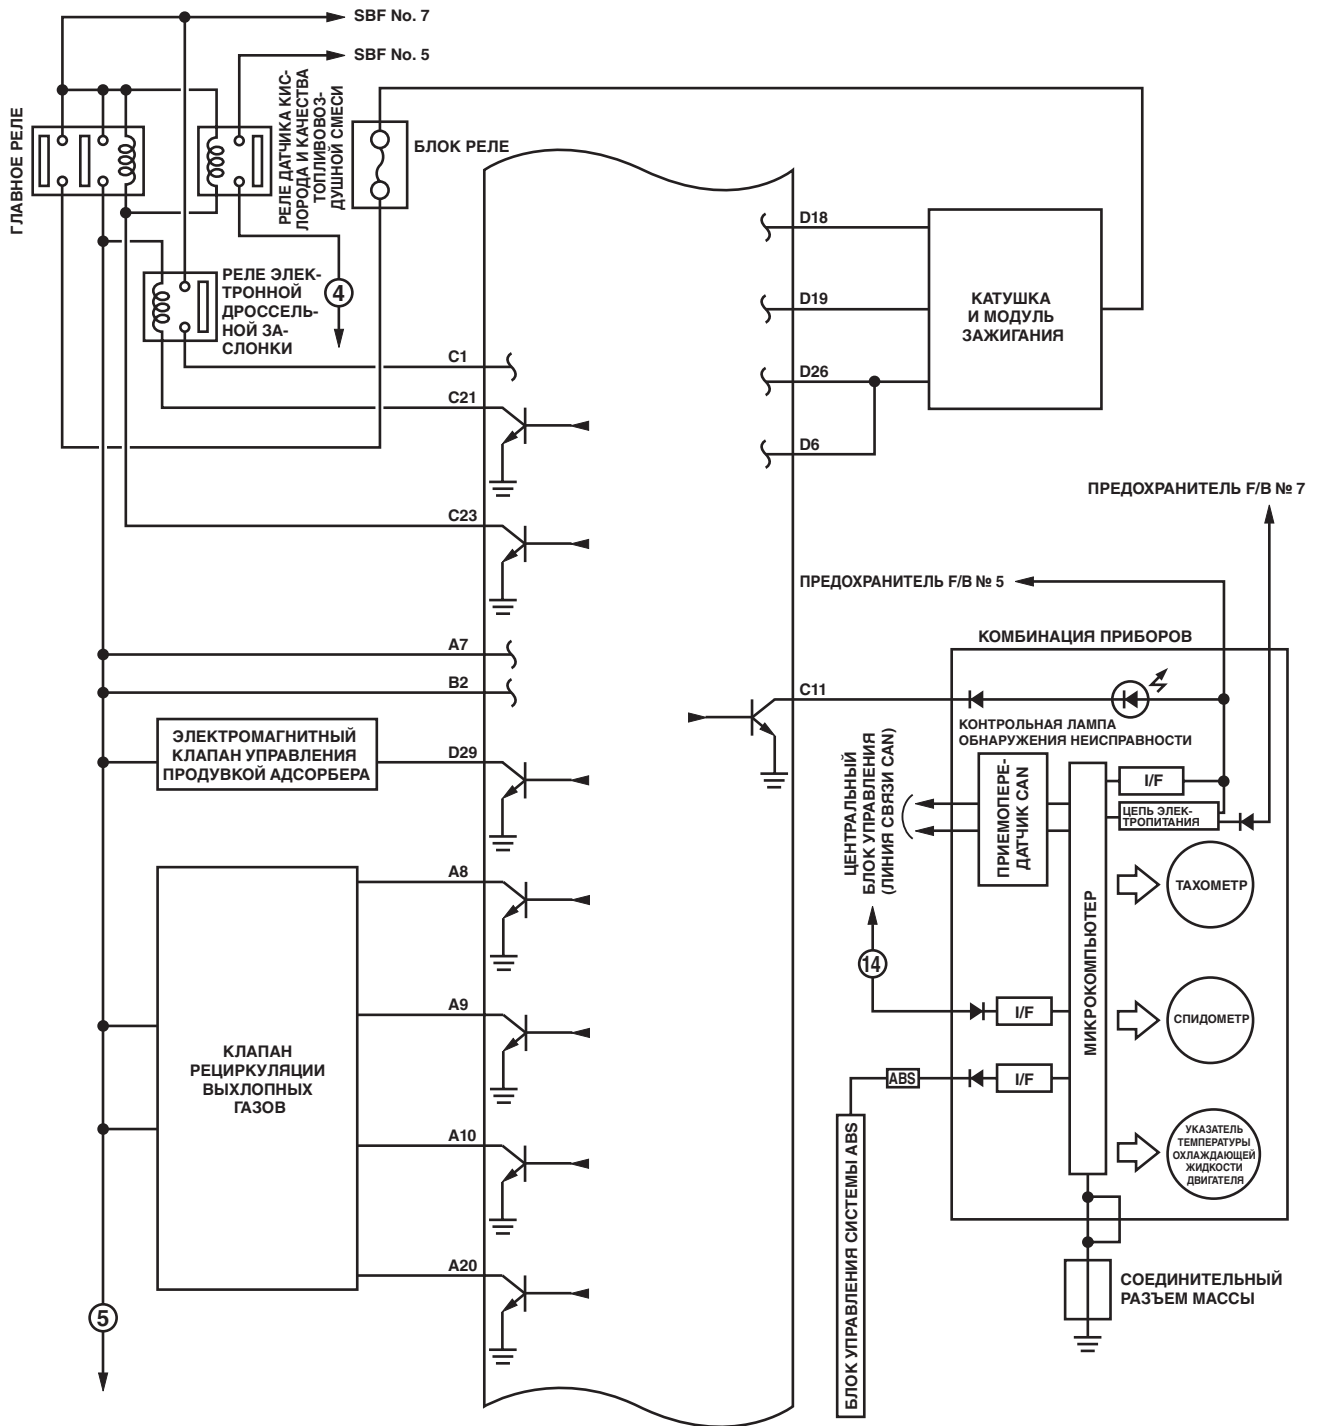 SBF No. 7
SBF No. 5
ГЛАВНОЕ РЕЛЕ
РЕЛЕ ДАТЧИКА КИС-
ЛОРОДА И КАЧЕСТВА
ТОПЛИВОВОЗ-
ДУШНОЙ СМЕСИ
БЛОК РЕЛЕ
РЕЛЕ ЭЛЕК-
ТРОННОЙ
ДРОССЕЛЬ-
НОЙ ЗА-
СЛОНКИ
4
C1
C21
C23
A7
B2
ЭЛЕКТРОМАГНИТНЫЙ
КЛАПАН УПРАВЛЕНИЯ
ПРОДУВКОЙ АДСОРБЕРА
D29
A8
A9
КЛАПАН
РЕЦИРКУЛЯЦИИ
ВЫХЛОПНЫХ
ГАЗОВ
A10
A20
5
D18
D19
D26
D6
КАТУШКА
И МОДУЛЬ
ЗАЖИГАНИЯ
ПРЕДОХРАНИТЕЛЬ F/B № 7
ПРЕДОХРАНИТЕЛЬ F/B № 5
КОМБИНАЦИЯ ПРИБОРОВ
C11
КОНТРОЛЬНАЯ ЛАМПА
ОБНАРУЖЕНИЯ НЕИСПРАВНОСТИ
ЦЕНТРАЛЬНЫЙ
БЛОК УПРАВЛЕНИЯ
(ЛИНИЯ СВЯЗИ CAN)
ПРИЕМОПЕРЕ-
ДАТЧИК CAN
I/F
ЦЕПЬ ЭЛЕК-
ТРОПИТАНИЯ
МИКРОКОМПЬЮТЕР
ТАХОМЕТР
14
I/F
СПИДОМЕТР
ABS
I/F
БЛОК УПРАВЛЕНИЯ СИСТЕМЫ ABS
УКАЗАТЕЛЬ
ТЕМПЕРАТУРЫ
ОХЛАЖДАЮЩЕЙ
ЖИДКОСТИ
ДВИГАТЕЛЯ
СОЕДИНИТЕЛЬНЫЙ
РАЗЪЕМ МАССЫ